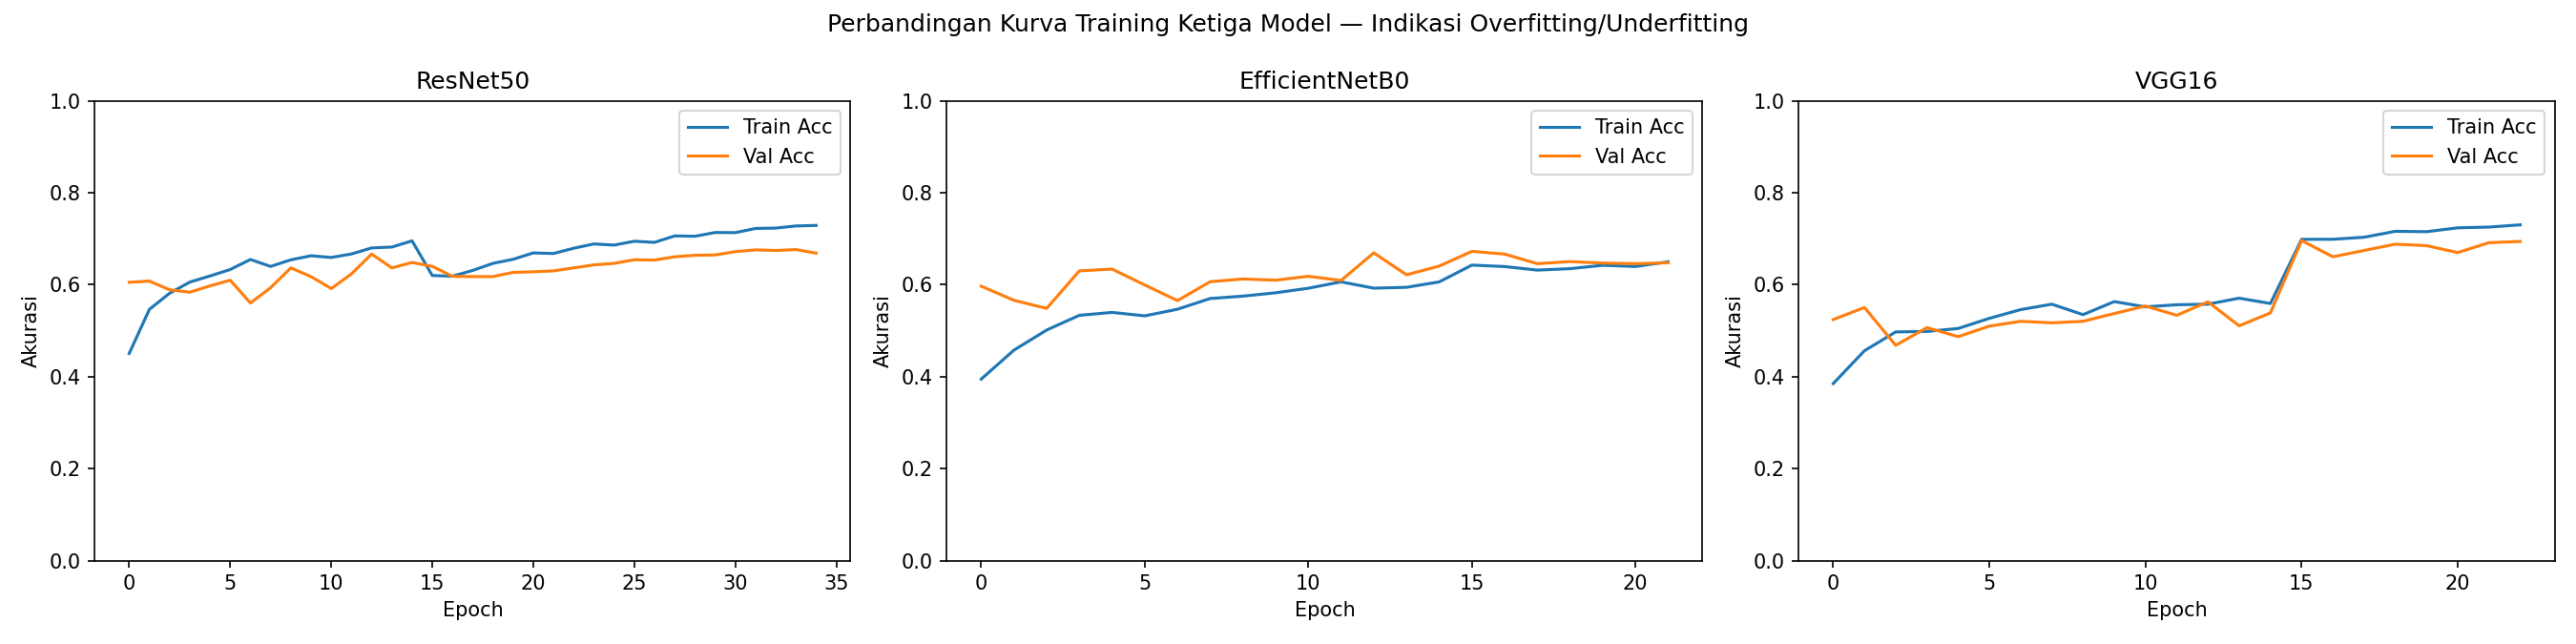 Perbandingan Kurva Training Ketiga Model — Indikasi Overfitting/Underfitting
ResNet50
1.0
0.8
0.6
0.4
0.2
0.0
Akurasi
0 5 10 15 20 25 30 35
Epoch
Train Acc
Val Acc
EfficientNetB0
1.0
0.8
0.6
0.4
0.2
0.0
Akurasi
0 5 10 15 20
Epoch
Train Acc
Val Acc
VGG16
1.0
0.8
0.6
0.4
0.2
0.0
Akurasi
0 5 10 15 20
Epoch
Train Acc
Val Acc